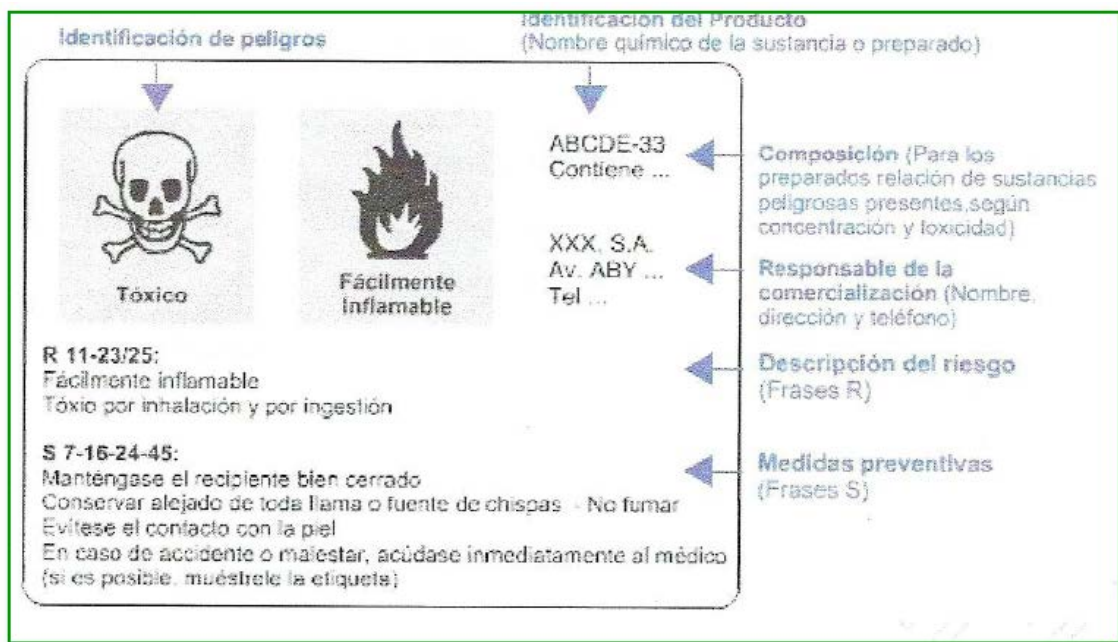 Identificación de peligros
Identificación del Producto
(Nombre químico de la sustancia o preparado)
Tóxico
Fácilmente
Inflamable
ABCDE-33
Contiene ...
XXX. S.A.
Av. ABY ...
Tel ...
Composición (Para los
preparados relación de sustancias
peligrosas presentes,según
concentración y toxicidad)
Responsable de la
comercialización (Nombre,
dirección y teléfono)
R 11-23/25:
Fácilmente inflamable
Tóxio por inhalación y por ingestión
Descripción del riesgo
(Frases R)
S 7-16-24-45:
Manténgase el recipiente bien cerrado
Conservar alejado de toda llama o fuente de chispas - No fumar
Evítese el contacto con la piel
En caso de accidente o malestar, acúdase inmediatamente al médico
(si es posible, muéstrele la etiqueta)
Medidas preventivas
(Frases S)